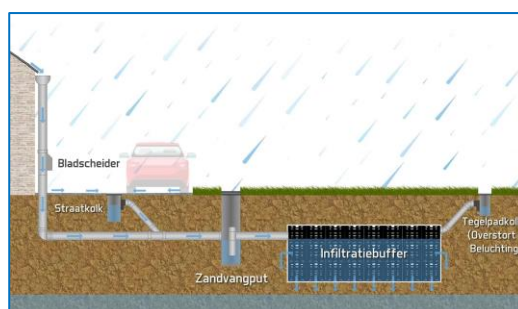 Bladscheider
Straatkolk
Zandvangput
Infiltratiebuffer
Tegelpadkolk
(Overstort
Beluchting